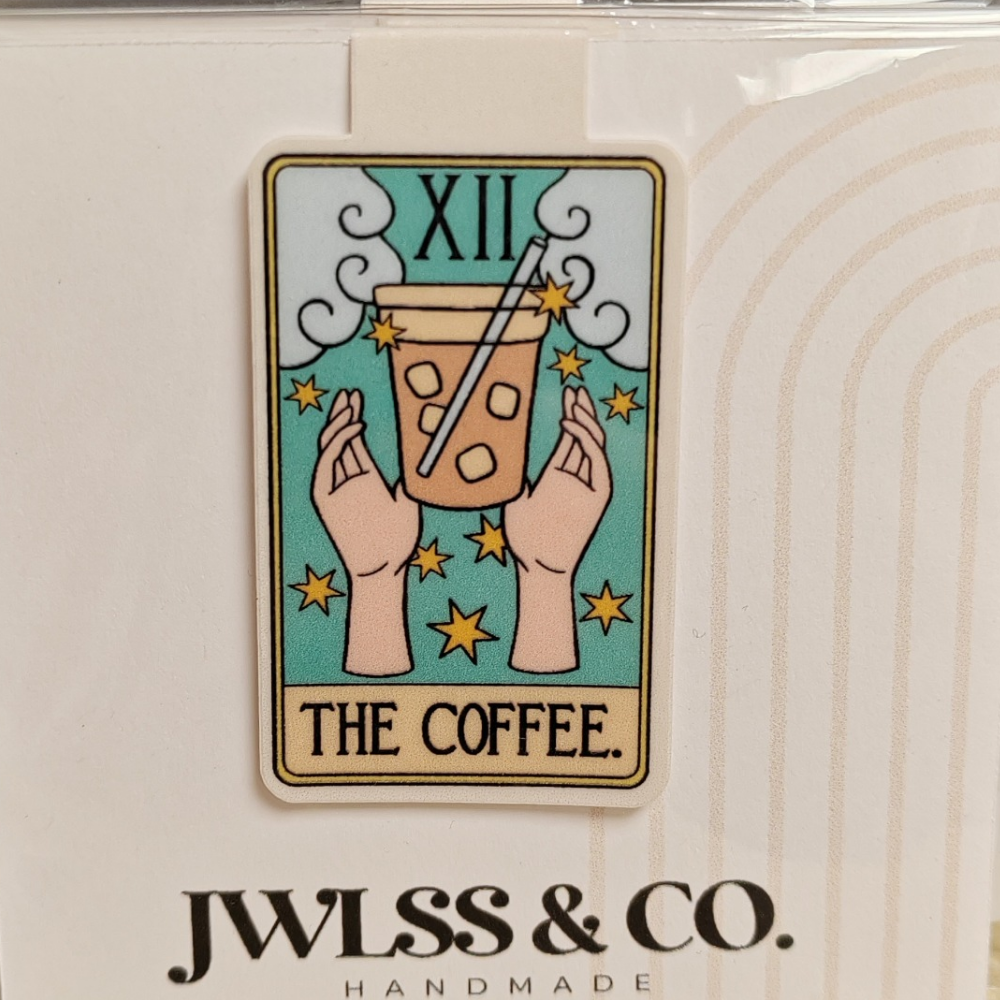 XII
THE COFFEE.
JWLSS & CO.
HANDMADE